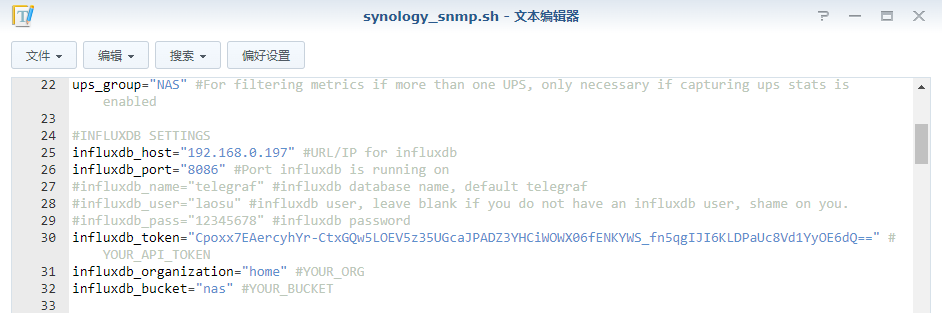 synology_snmp.sh - 文本编辑器
文件 编辑 搜索 偏好设置
22 ups_group="NAS" #For filtering metrics if more than one UPS, only necessary if capturing ups stats is
enabled
23
24 #INFLUXDB SETTINGS
25 influxdb_host="192.168.0.197" #URL/IP for influxdb
26 influxdb_port="8086" #Port influxdb is running on
27 #influxdb_name="telegraf" #influxdb database name, default telegraf
28 #influxdb_user="laosu" #influxdb user, leave blank if you do not have an influxdb user, shame on you.
29 #influxdb_pass="12345678" #influxdb password
30 influxdb_token="Cpoxx7EAercyhYr-CtxGQw5LOEV5z35UGcaJPADZ3YHCiWOWX06fENKYWS_fn5qgIJI6KLDPaUc8Vd1YyOE6dQ==" #
YOUR_API_TOKEN
31 influxdb_organization="home" #YOUR_ORG
32 influxdb_bucket="nas" #YOUR_BUCKET
33